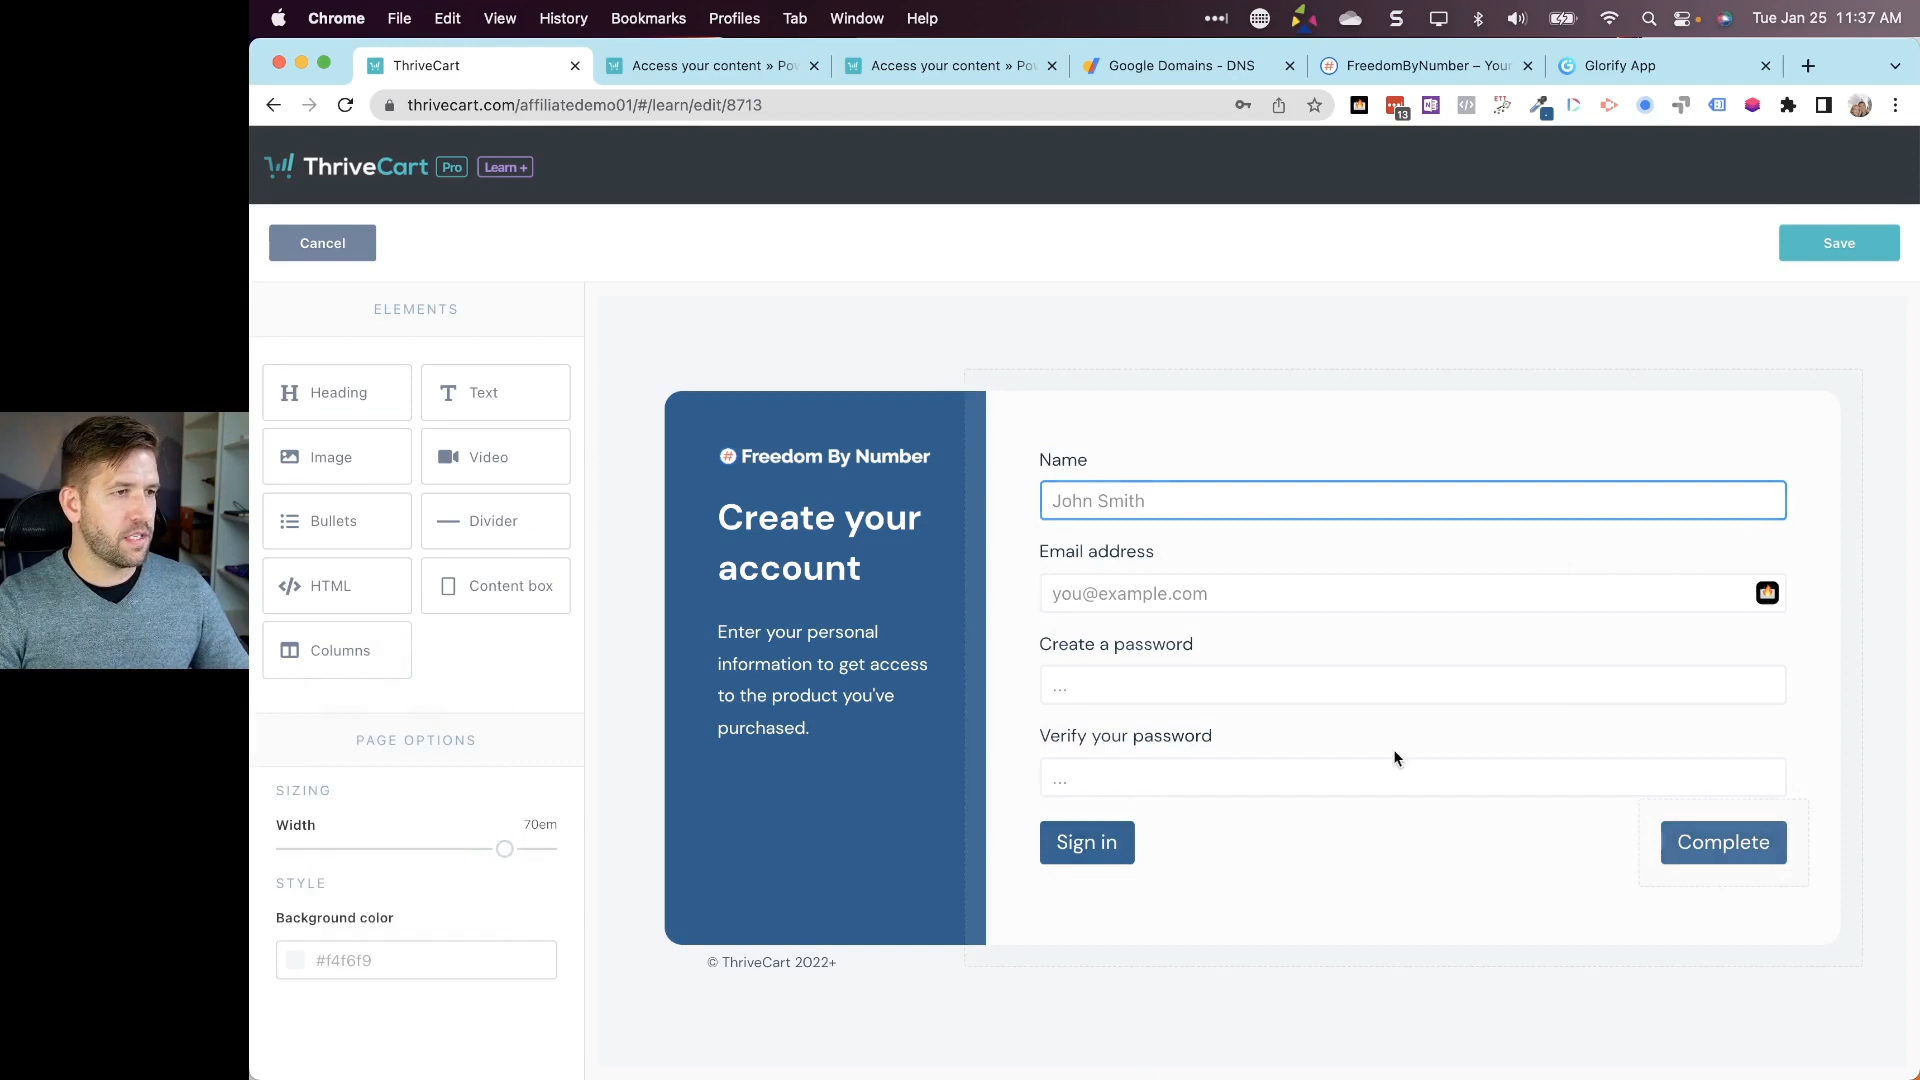 Chrome File Edit View History Bookmarks Profiles Tab Window Help Tue Jan 25 11:37 AM
ThriveCart Access your content » Po Access your content » Po Google Domains - DNS FreedomByNumber – Your Glorify App
thrivecart.com/affiliatedemo01/#/learn/edit/8713
ETT
13
ThriveCart Pro Learn +
Cancel Save
ELEMENTS
H Heading
T Text
Image
Video
Bullets
Divider
HTML
Content box
Columns
PAGE OPTIONS
SIZING
Width 70em
STYLE
Background color
#f4f6f9
# Freedom By Number
Create your
account
Enter your personal
information to get access
to the product you've
purchased.
Name
John Smith
Email address
you@example.com
Create a password
...
Verify your password
...
Sign in Complete
© ThriveCart 2022+